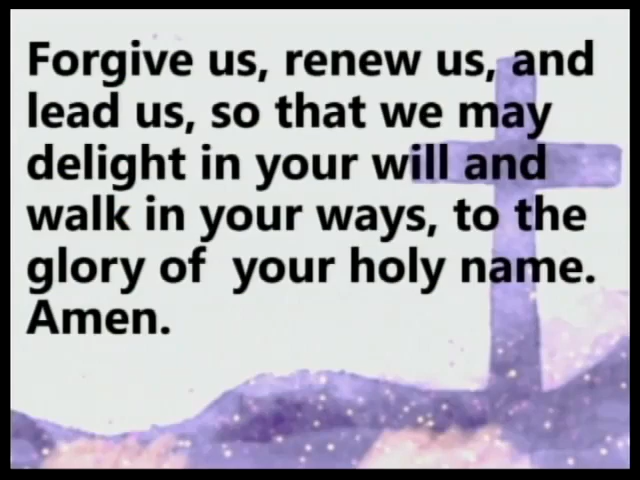 Forgive us, renew us, and
lead us, so that we may
delight in your will and
walk in your ways, to the
glory of  your holy name.
Amen.